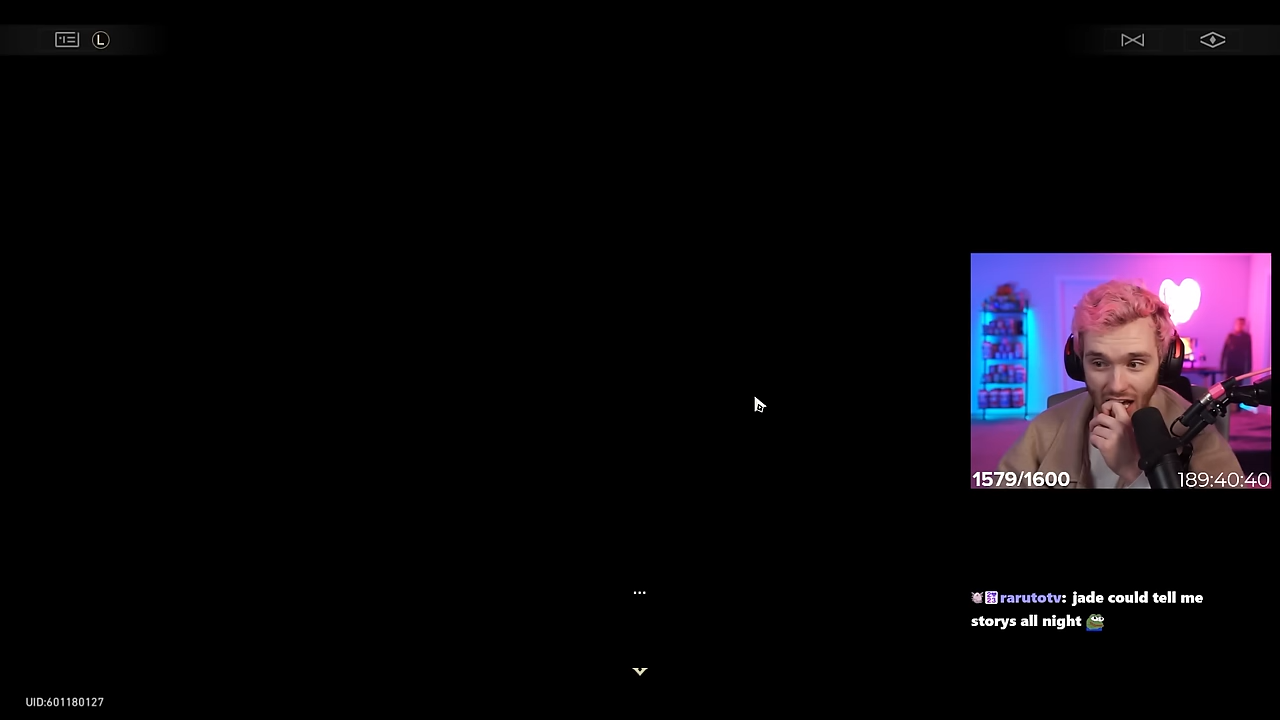 L
1579/1600
189:40:40
...
rarutotv: jade could tell me
storys all night
UID:601180127